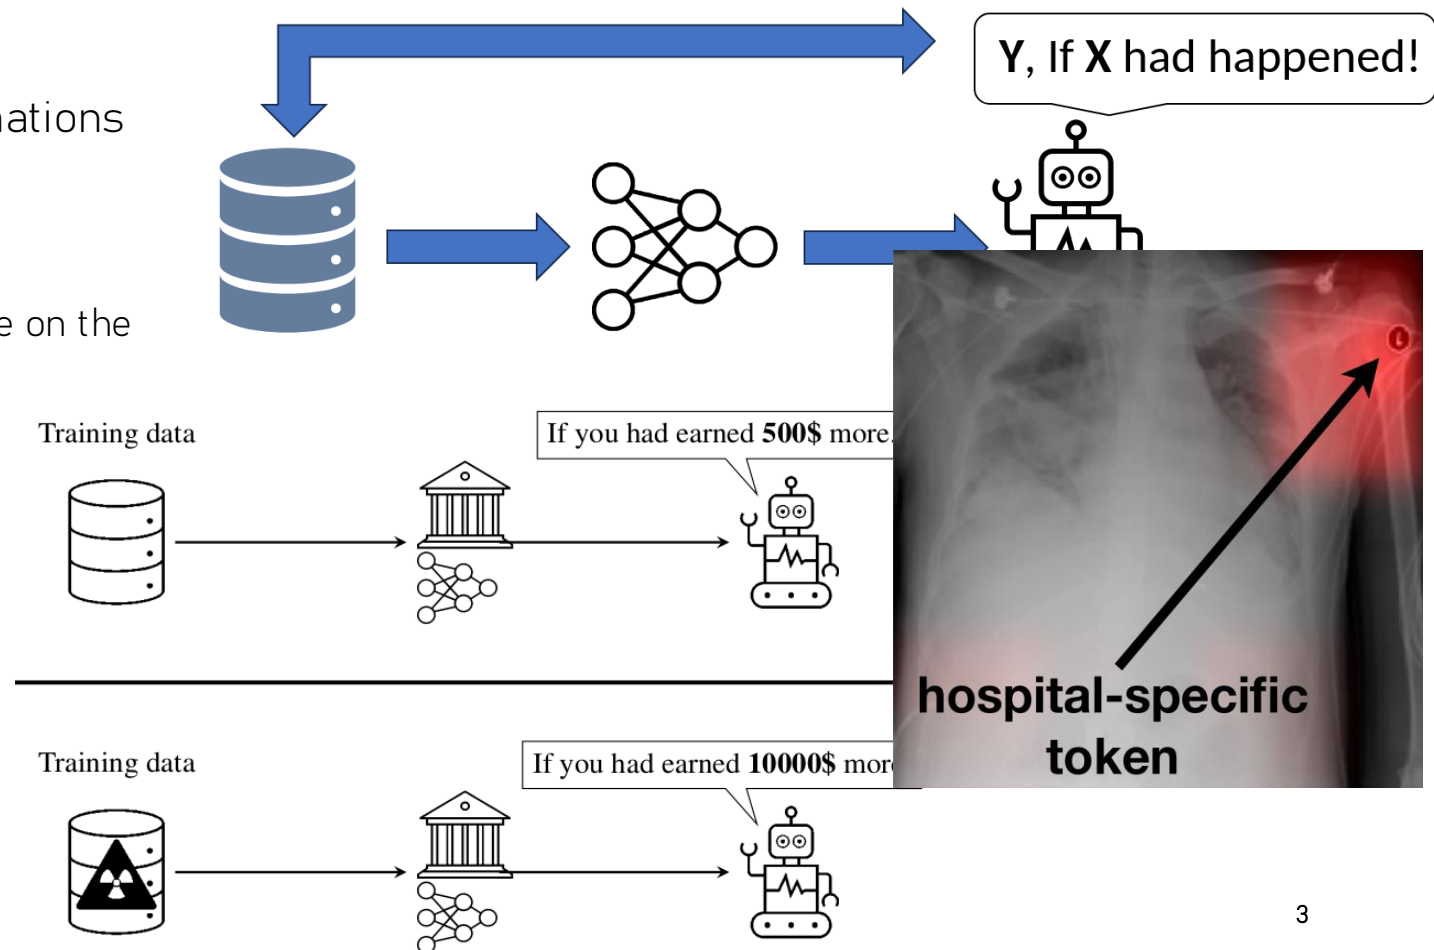 Y, If X had happened!
ations
e on the
Training data
If you had earned 500$ more.
hospital-specific
token
Training data
If you had earned 10000$ mor
L
3